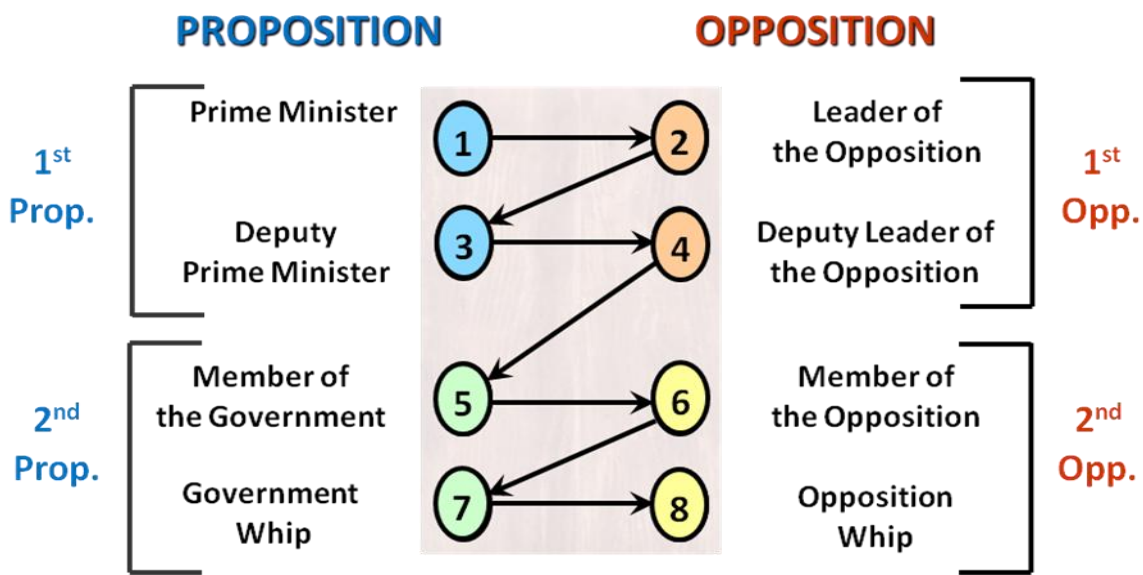 PROPOSITION
OPPOSITION
1st
Prop.
Prime Minister
1
2
Leader of
the Opposition
1st
Opp.
Deputy
Prime Minister
3
4
Deputy Leader of
the Opposition
2nd
Prop.
Member of
the Government
5
6
Member of
the Opposition
2nd
Opp.
Government
Whip
7
8
Opposition
Whip